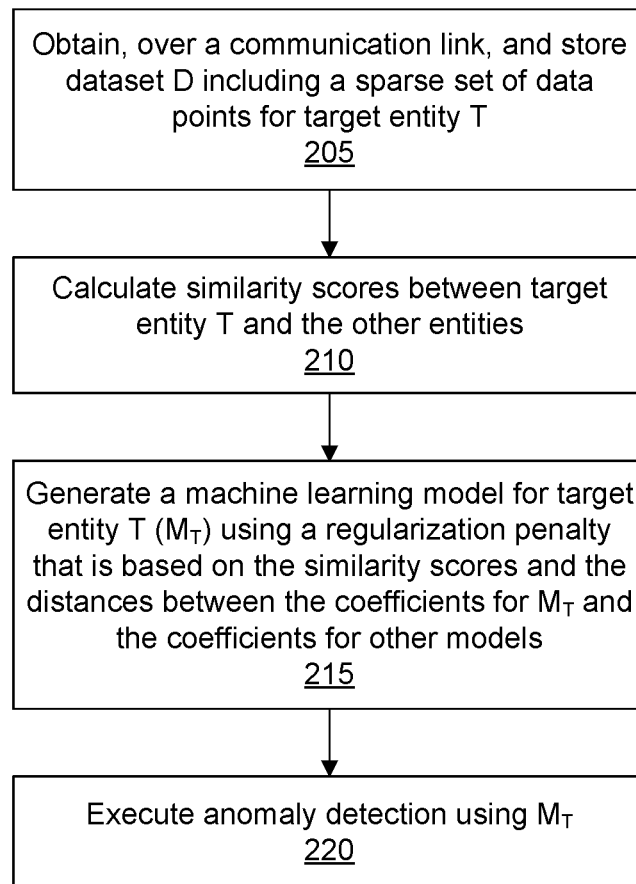 Obtain, over a communication link, and store
dataset D including a sparse set of data
points for target entity T
205
Calculate similarity scores between target
entity T and the other entities
210
Generate a machine learning model for target
entity T (M_T) using a regularization penalty
that is based on the similarity scores and the
distances between the coefficients for M_T and
the coefficients for other models
215
Execute anomaly detection using M_T
220